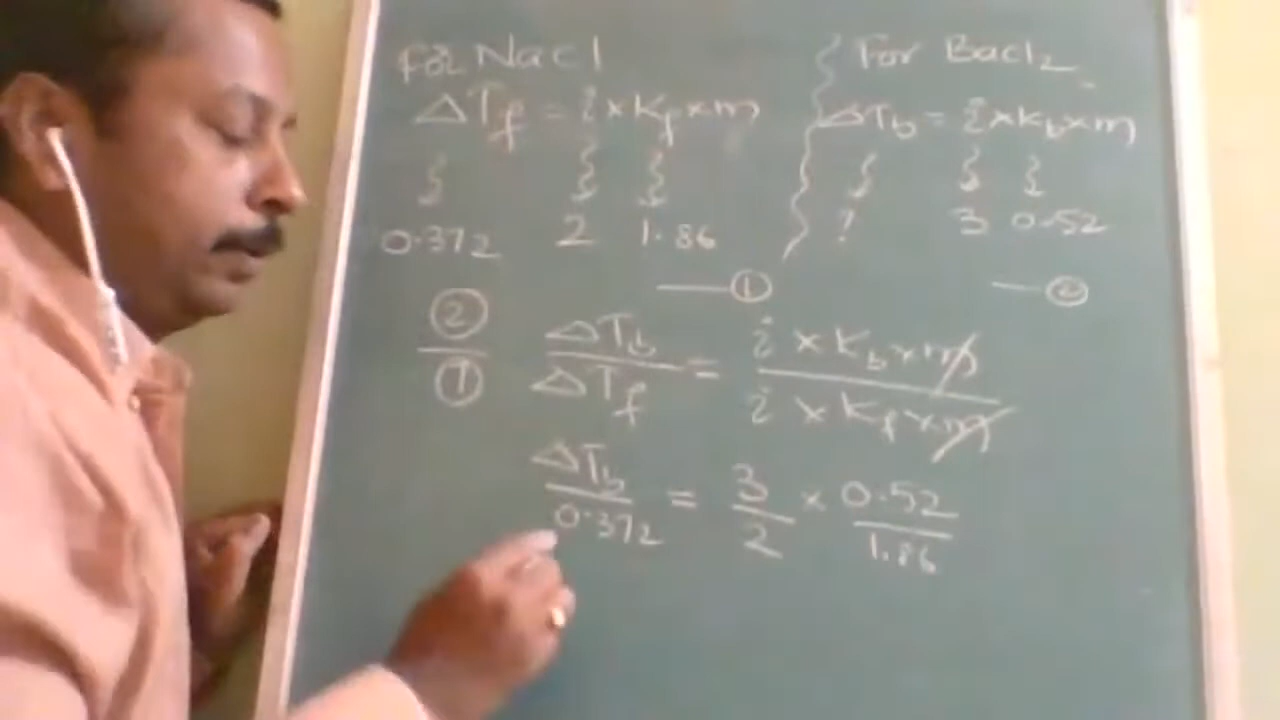 For NaCl
ΔTf = i × Kf × m
0.372 2 1.86
— ①
For BaCl2
ΔTb = i × Kb × m
? 3 0.52
— ②
②/① ΔTb/ΔTf = i × Kb × m / i × Kf × m
ΔTb/0.372 = 3/2 × 0.52/1.86